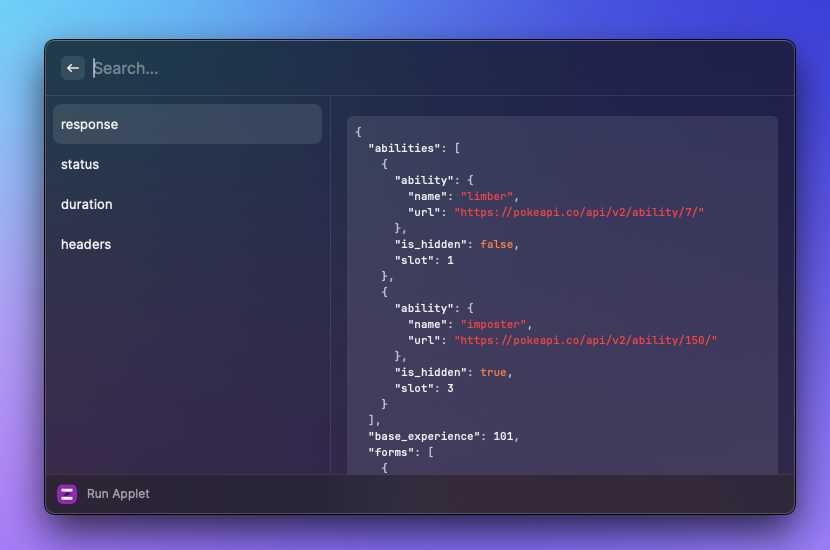 Search...
response
status
duration
headers
{
  "abilities": [
    {
      "ability": {
        "name": "limber",
        "url": "https://pokeapi.co/api/v2/ability/7/"
      },
      "is_hidden": false,
      "slot": 1
    },
    {
      "ability": {
        "name": "imposter",
        "url": "https://pokeapi.co/api/v2/ability/150/"
      },
      "is_hidden": true,
      "slot": 3
    }
  ],
  "base_experience": 101,
  "forms": [
    {
Run Applet